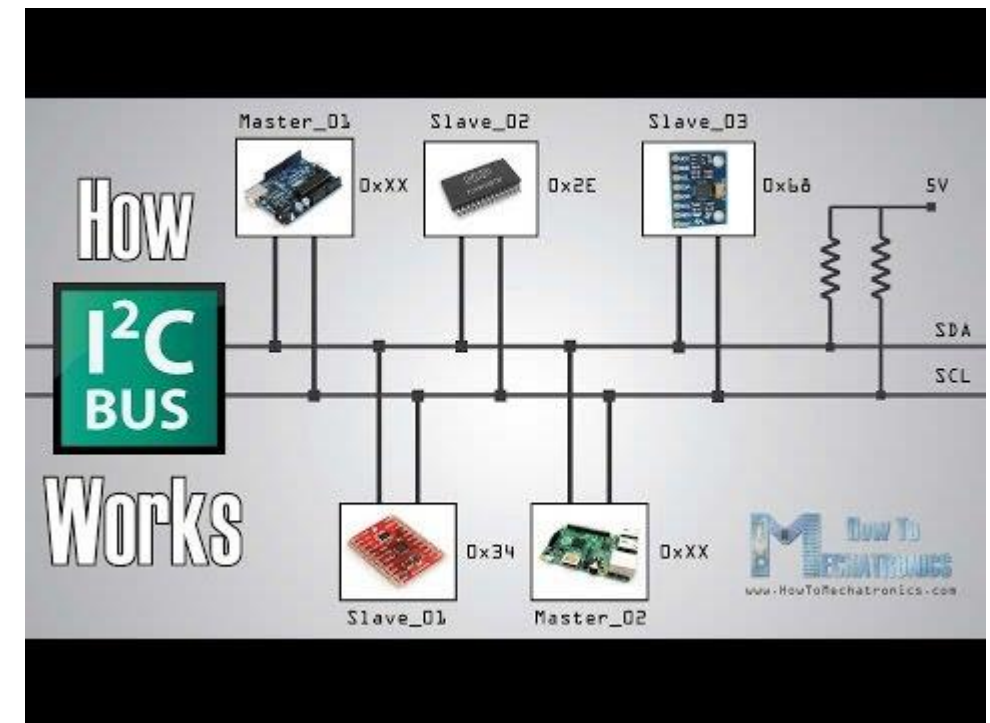 How
I²C
BUS
Works
Master_01
0xXX
Slave_02
0x2E
Slave_03
0x68
5V
SDA
SCL
0x34
Slave_01
0xXX
Master_02
How To
Mechatronics
www.HowToMechatronics.com